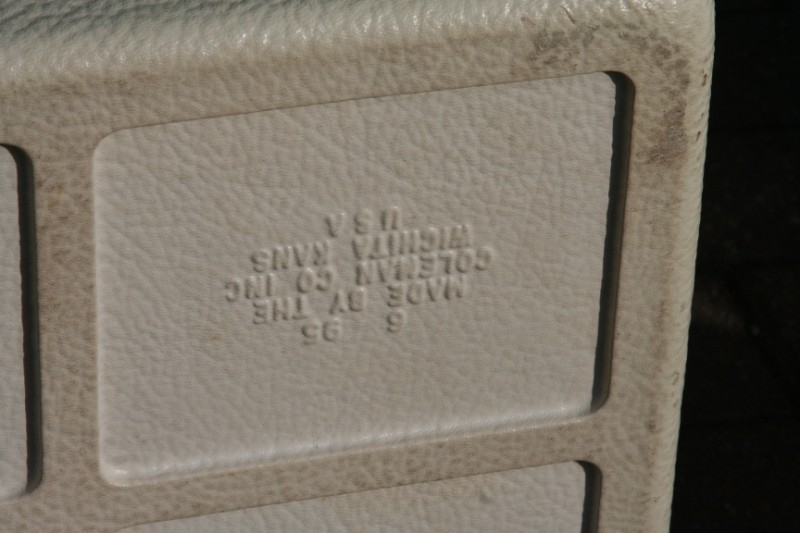 6 95
MADE BY THE
COLEMAN CO INC
WICHITA KANS
U S A